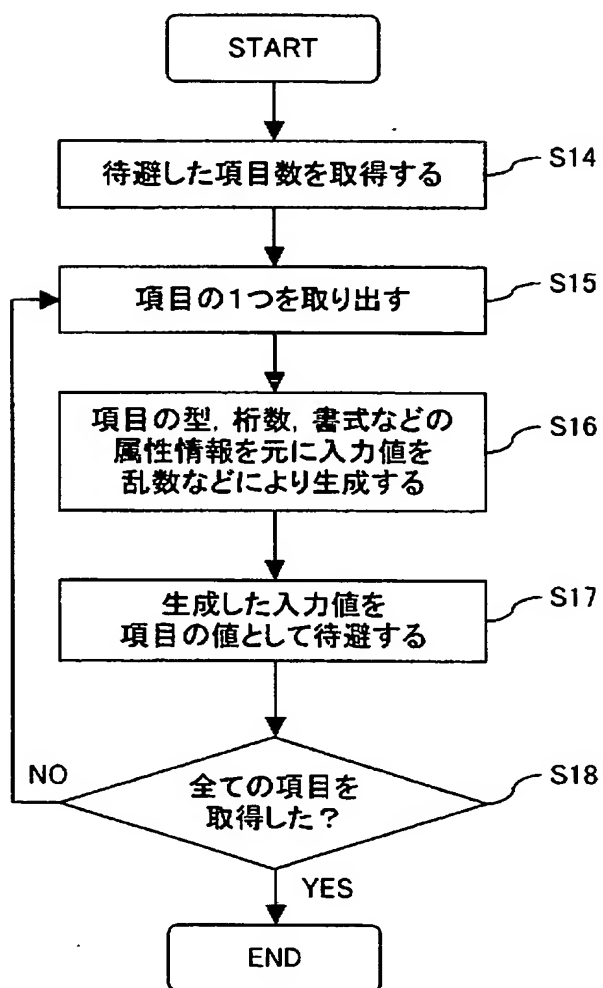 START
待避した項目数を取得する
S14
項目の1つを取り出す
S15
項目の型, 桁数, 書式などの
属性情報を元に入力値を
乱数などにより生成する
S16
生成した入力値を
項目の値として待避する
S17
全ての項目を
取得した?
S18
NO
YES
END